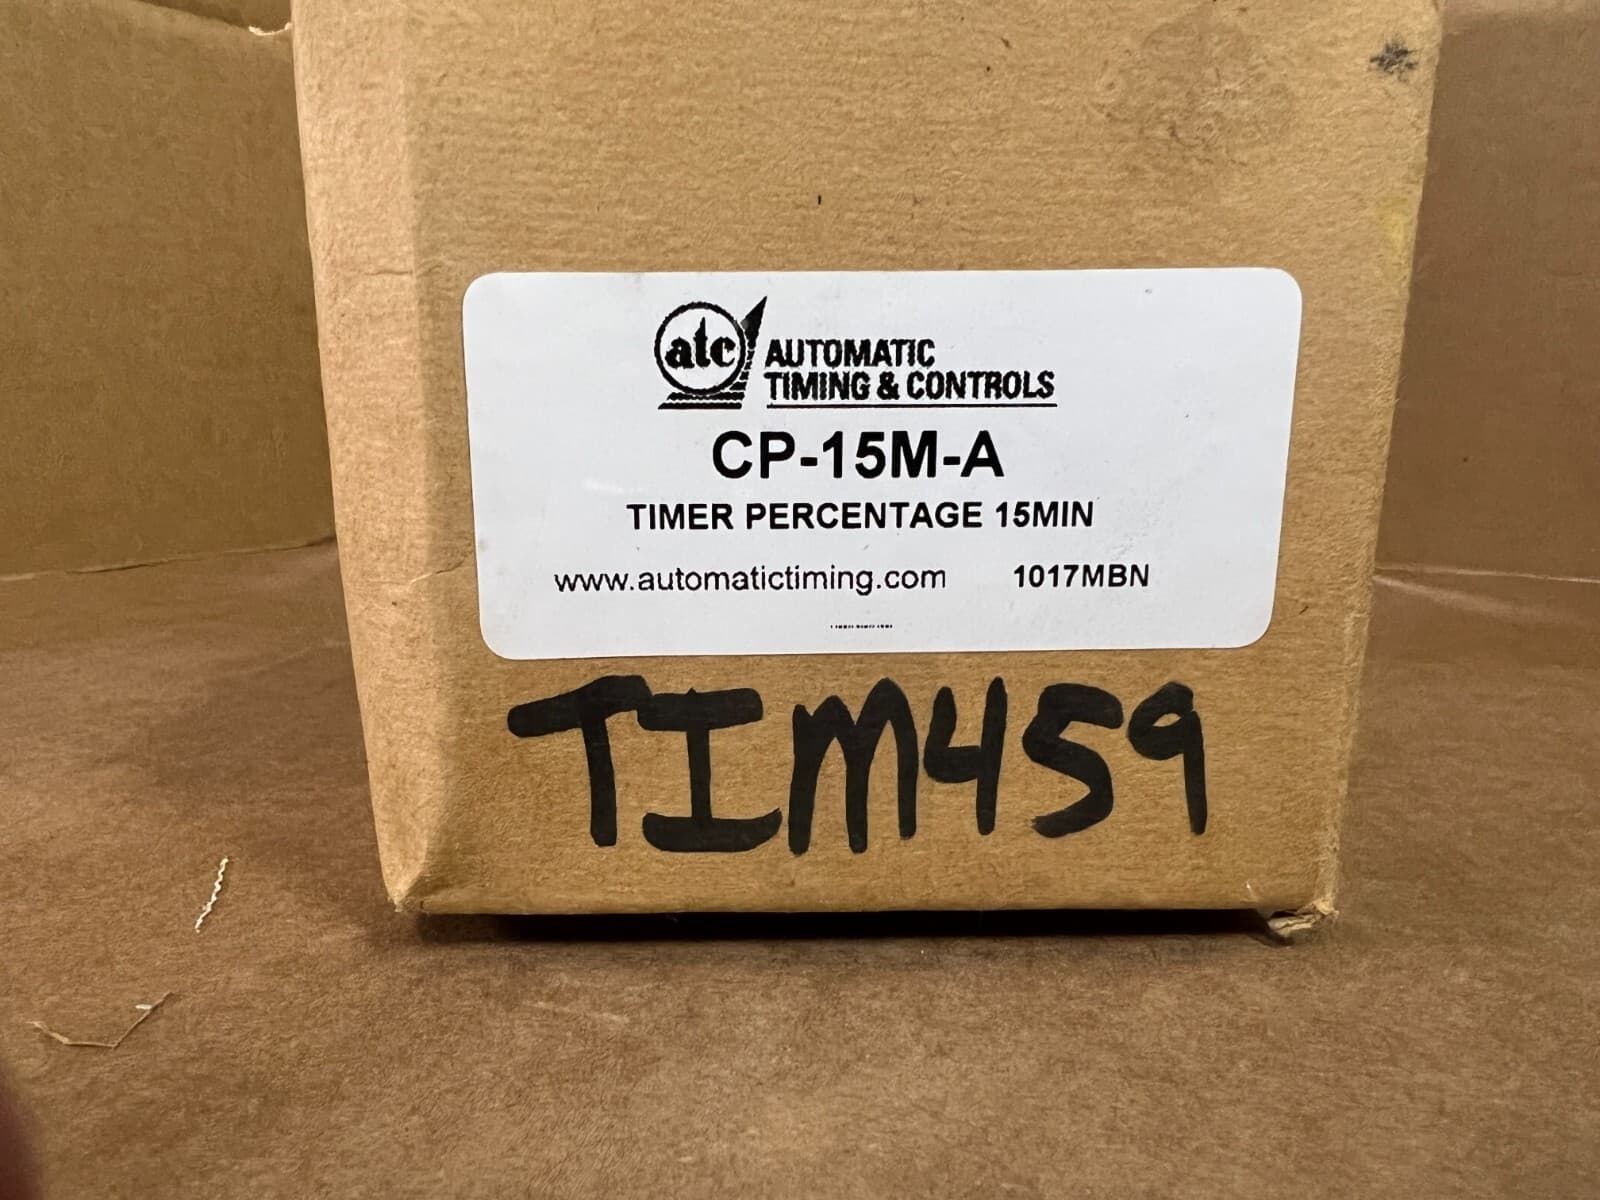 atc AUTOMATIC
TIMING & CONTROLS
CP-15M-A
TIMER PERCENTAGE 15MIN
www.automatictiming.com 1017MBN
TIM459